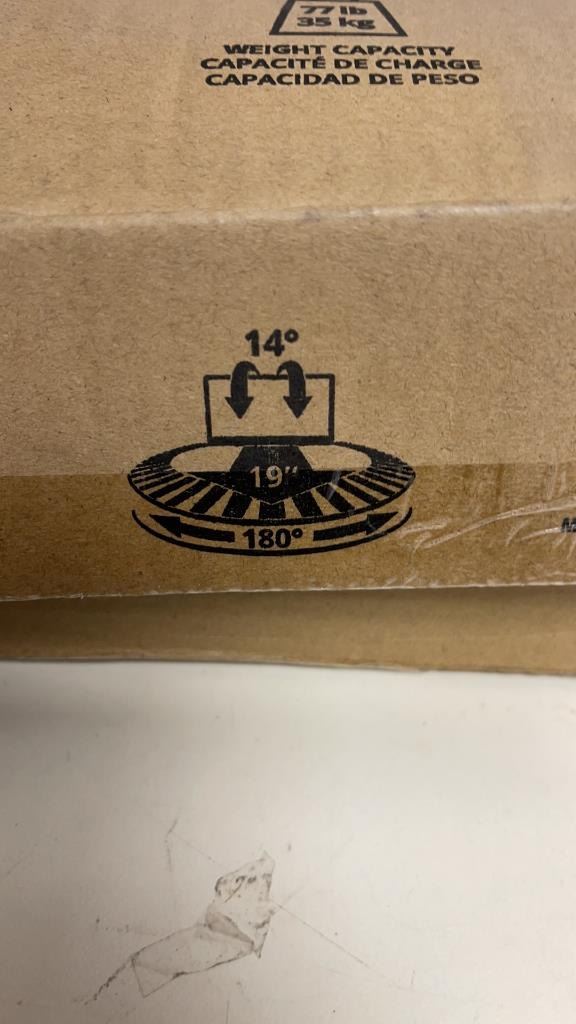 77 lb
35 kg
WEIGHT CAPACITY
CAPACITÉ DE CHARGE
CAPACIDAD DE PESO
14°
19"
180°
M